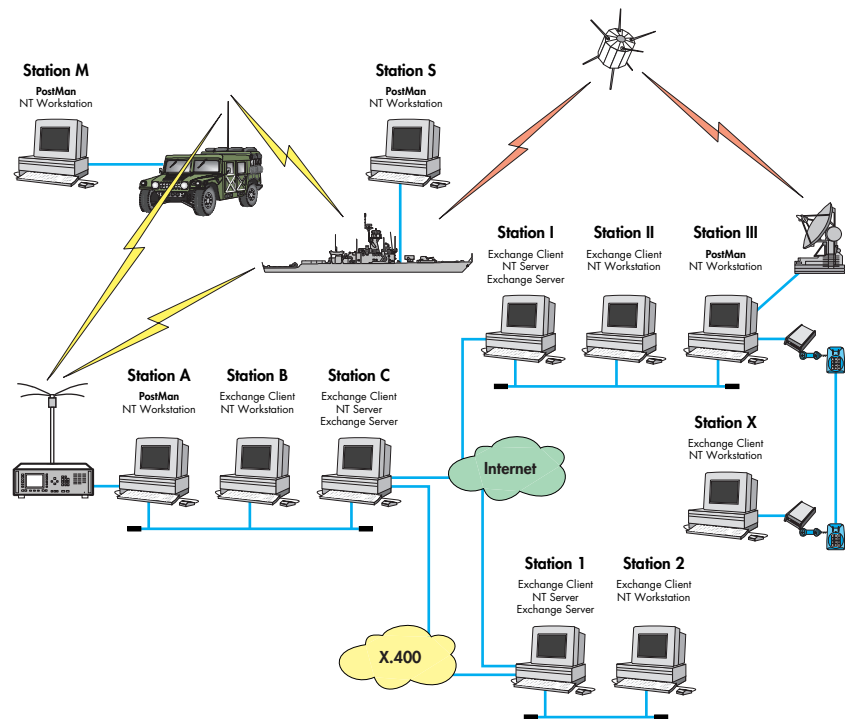 Station M
PostMan
NT Workstation
Station S
PostMan
NT Workstation
Station I
Exchange Client
NT Server
Exchange Server
Station II
Exchange Client
NT Workstation
Station III
PostMan
NT Workstation
Station A
PostMan
NT Workstation
Station B
Exchange Client
NT Workstation
Station C
Exchange Client
NT Server
Exchange Server
Station X
Exchange Client
NT Workstation
Internet
Station 1
Exchange Client
NT Server
Exchange Server
Station 2
Exchange Client
NT Workstation
X.400